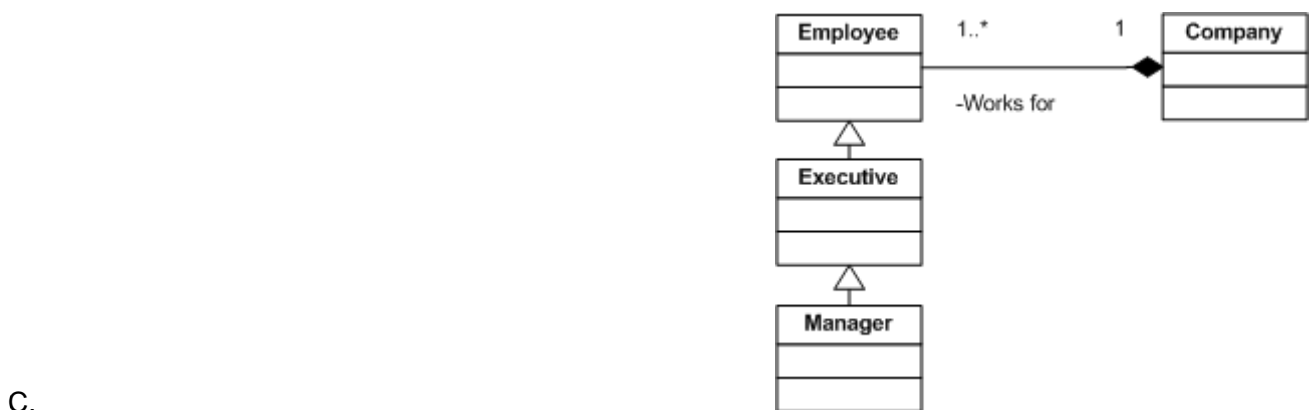 Employee 1..* 1 Company
-Works for
Executive
Manager
C.